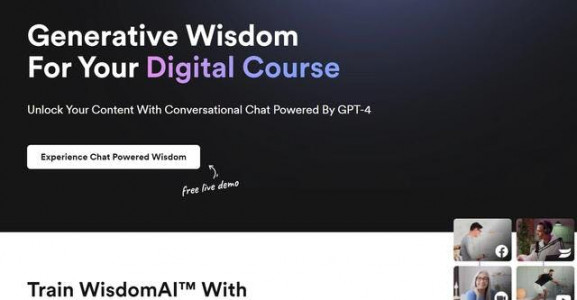 Generative Wisdom
For Your Digital Course
Unlock Your Content With Conversational Chat Powered By GPT-4
Experience Chat Powered Wisdom
free live demo
Train WisdomAI™ With